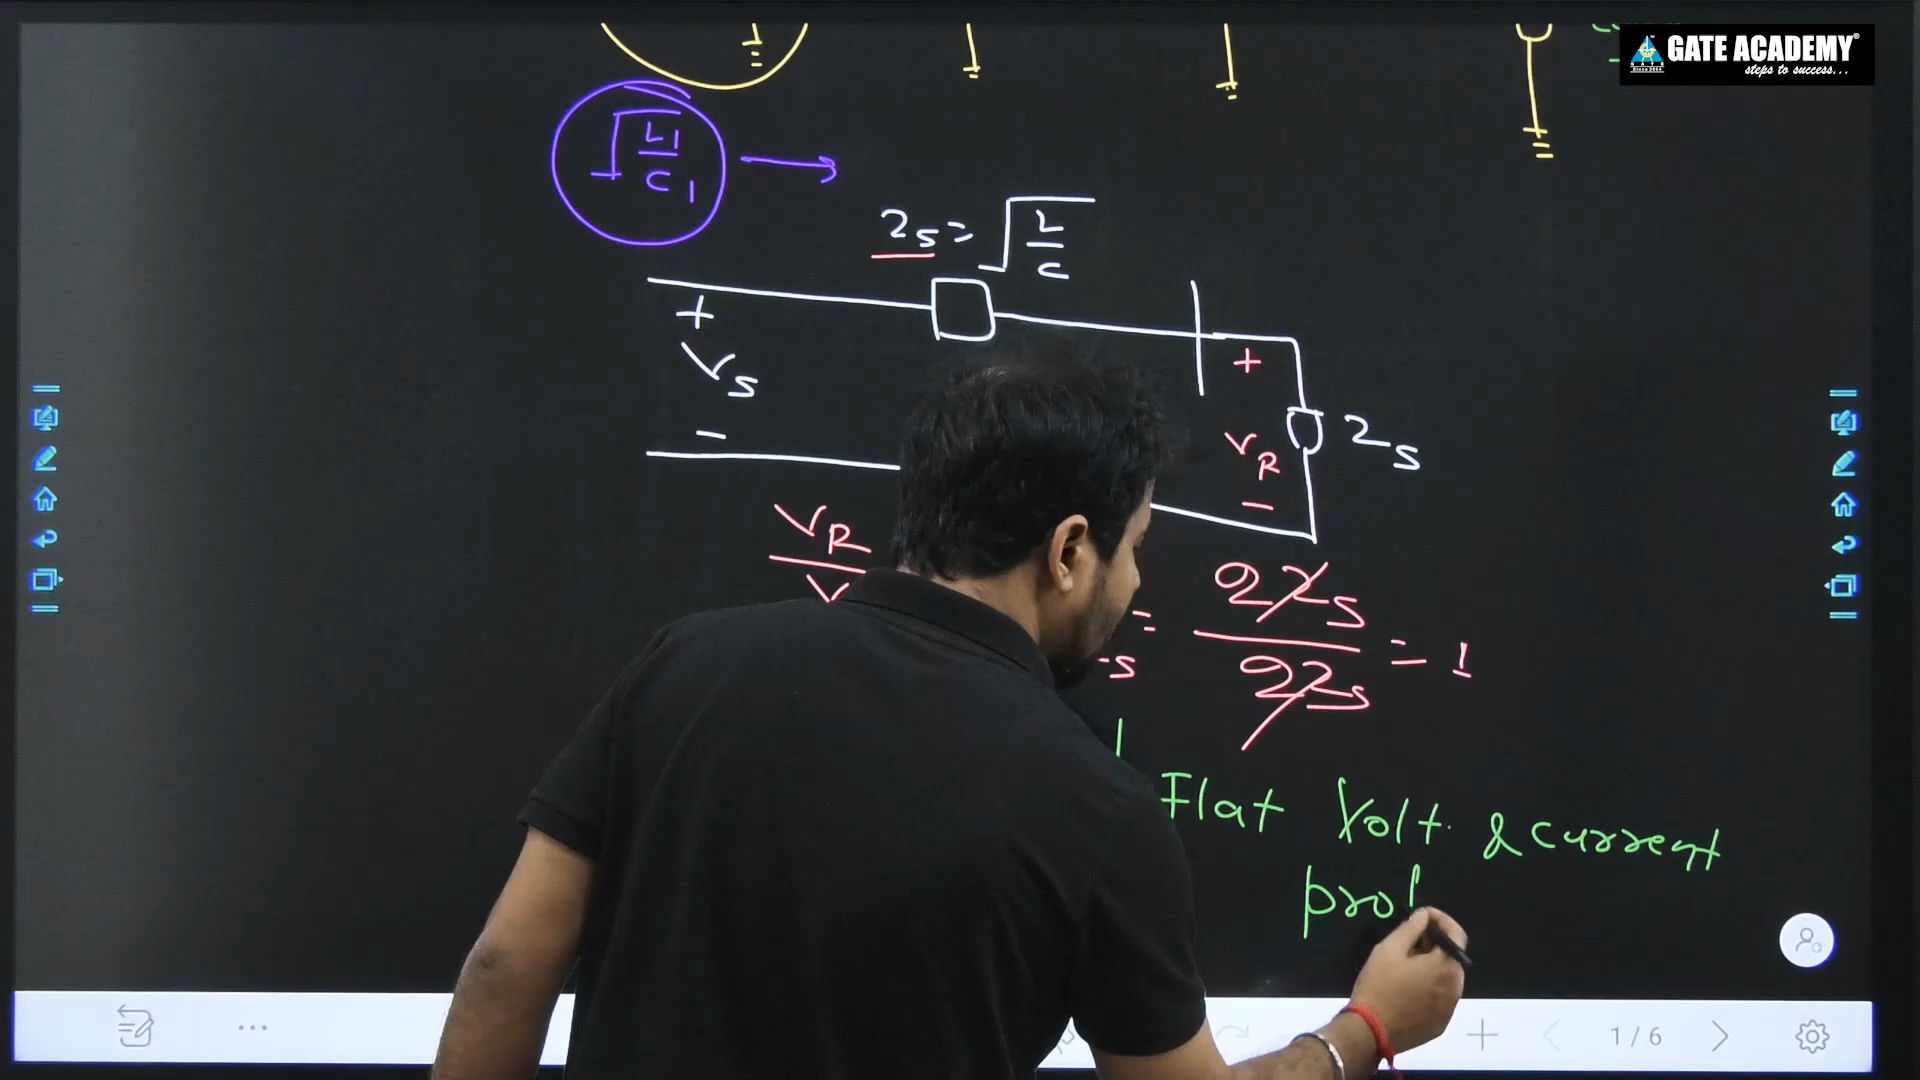 GATE ACADEMY
steps to success...
√ L1 / C1 →
Zs = √ L / C
+
+
Vs
VR
Zs
−
−
VR
= 2Zs / 2Zs = 1
Flat Volt. & current
prof
1 / 6